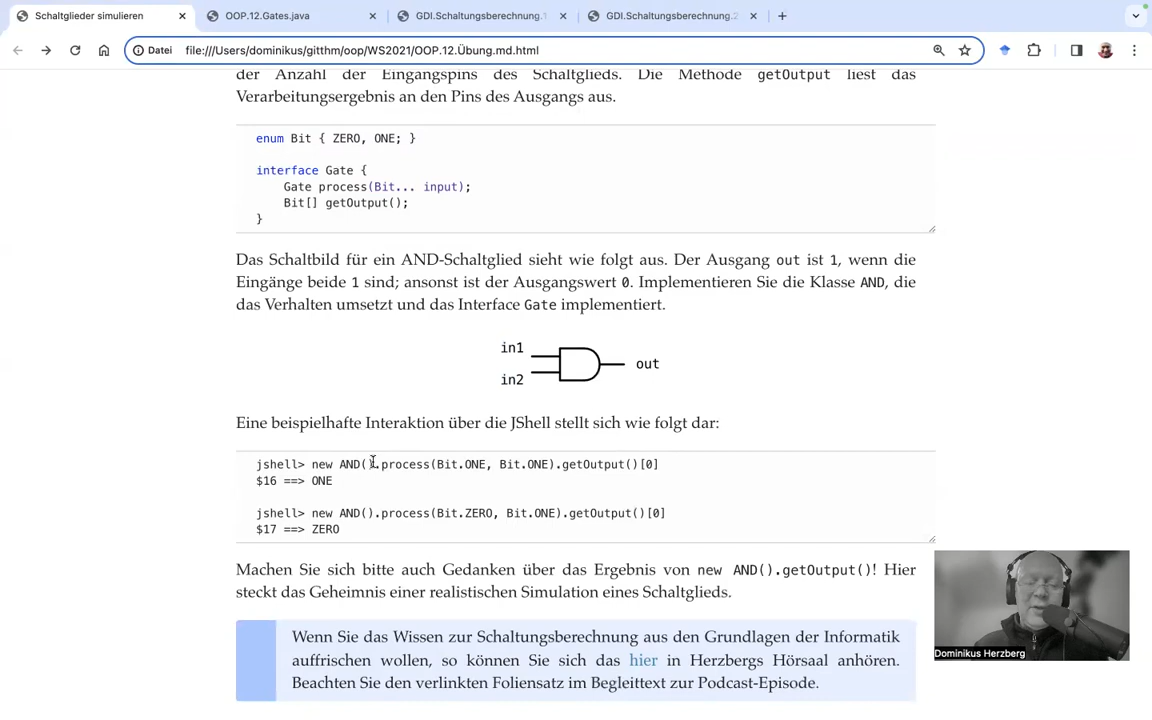 Schaltglieder simulieren
OOP.12.Gates.java
GDI.Schaltungsberechnung.1
GDI.Schaltungsberechnung.2
Datei
file:///Users/dominikus/gitthm/oop/WS2021/OOP.12.Übung.md.html
der Anzahl der Eingangspins des Schaltglieds. Die Methode getOutput liest das
Verarbeitungsergebnis an den Pins des Ausgangs aus.
enum Bit { ZERO, ONE; }
interface Gate {
Gate process(Bit... input);
Bit[] getOutput();
}
Das Schaltbild für ein AND-Schaltglied sieht wie folgt aus. Der Ausgang out ist 1, wenn die
Eingänge beide 1 sind; ansonst ist der Ausgangswert 0. Implementieren Sie die Klasse AND, die
das Verhalten umsetzt und das Interface Gate implementiert.
in1
out
in2
Eine beispielhafte Interaktion über die JShell stellt sich wie folgt dar:
jshell> new AND().process(Bit.ONE, Bit.ONE).getOutput()[0]
$16 ==> ONE
jshell> new AND().process(Bit.ZERO, Bit.ONE).getOutput()[0]
$17 ==> ZERO
Machen Sie sich bitte auch Gedanken über das Ergebnis von new AND().getOutput()! Hier
steckt das Geheimnis einer realistischen Simulation eines Schaltglieds.
Wenn Sie das Wissen zur Schaltungsberechnung aus den Grundlagen der Informatik
auffrischen wollen, so können Sie sich das hier in Herzbergs Hörsaal anhören.
Beachten Sie den verlinkten Foliensatz im Begleittext zur Podcast-Episode.
Dominikus Herzberg